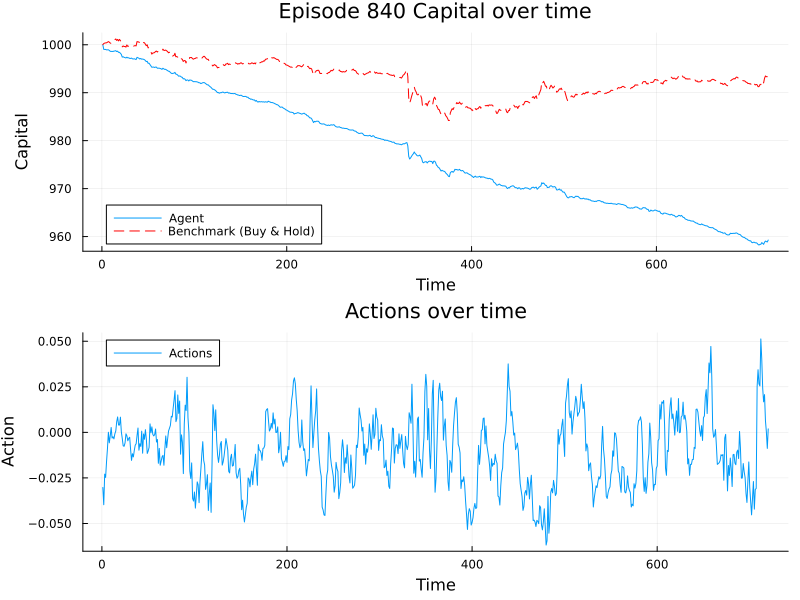 Episode 840 Capital over time
1000
990
980
970
960
Capital
Agent
Benchmark (Buy & Hold)
0 200 400 600
Time
Actions over time
0.050
0.025
0.000
−0.025
−0.050
Action
Actions
0 200 400 600
Time